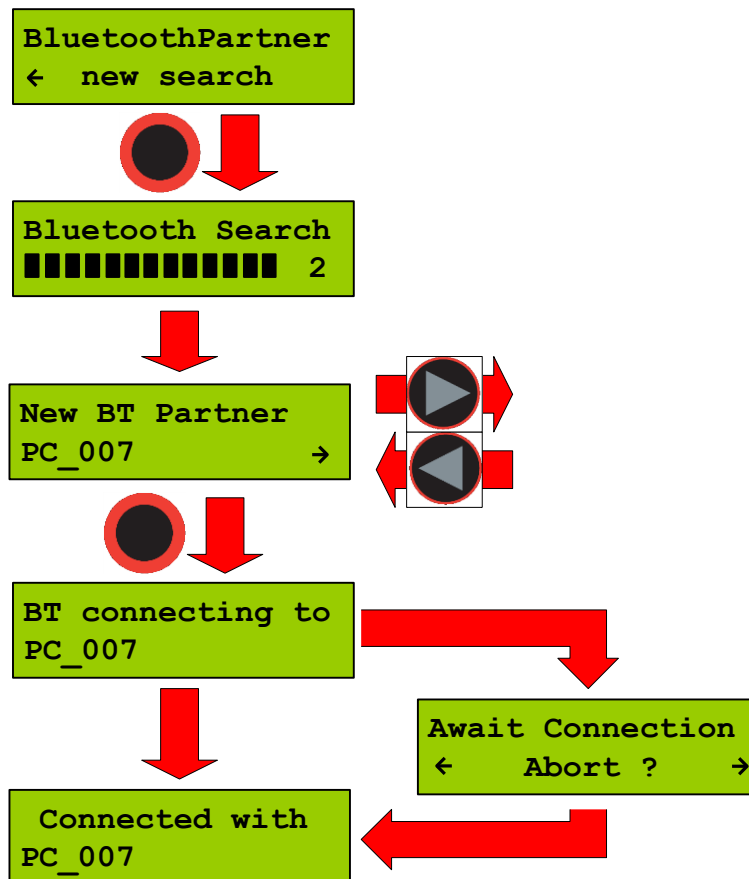 BluetoothPartner
← new search
Bluetooth Search
2
New BT Partner
PC_007 →
BT connecting to
PC_007
Await Connection
← Abort ? →
Connected with
PC_007